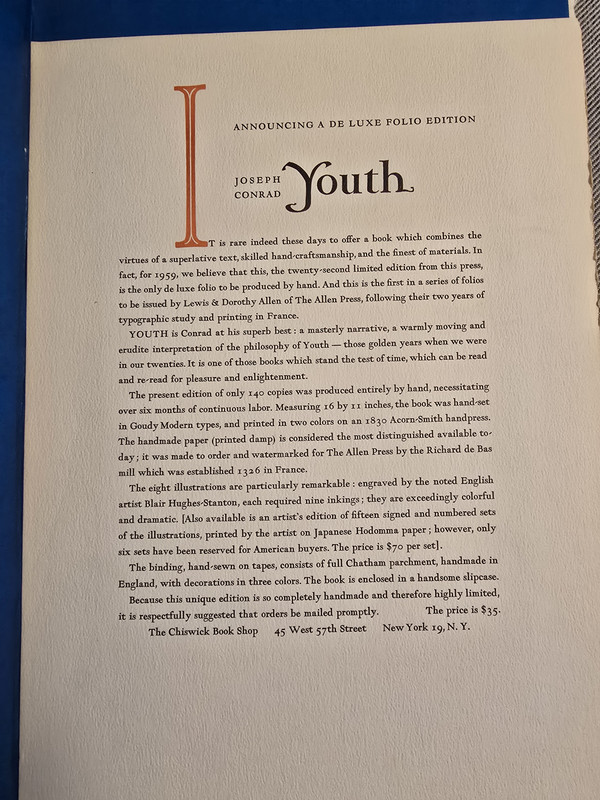 ANNOUNCING A DE LUXE FOLIO EDITION
JOSEPH CONRAD Youth
IT is rare indeed these days to offer a book which combines the
virtues of a superlative text, skilled hand-craftsmanship, and the finest of materials. In
fact, for 1959, we believe that this, the twenty-second limited edition from this press,
is the only de luxe folio to be produced by hand. And this is the first in a series of folios
to be issued by Lewis & Dorothy Allen of The Allen Press, following their two years of
typographic study and printing in France.
YOUTH is Conrad at his superb best : a masterly narrative, a warmly moving and
erudite interpretation of the philosophy of Youth — those golden years when we were
in our twenties. It is one of those books which stand the test of time, which can be read
and re-read for pleasure and enlightenment.
The present edition of only 140 copies was produced entirely by hand, necessitating
over six months of continuous labor. Measuring 16 by 11 inches, the book was hand-set
in Goudy Modern types, and printed in two colors on an 1830 Acorn-Smith handpress.
The handmade paper (printed damp) is considered the most distinguished available to-
day ; it was made to order and watermarked for The Allen Press by the Richard de Bas
mill which was established 1326 in France.
The eight illustrations are particularly remarkable : engraved by the noted English
artist Blair Hughes-Stanton, each required nine inkings ; they are exceedingly colorful
and dramatic. [Also available is an artist's edition of fifteen signed and numbered sets
of the illustrations, printed by the artist on Japanese Hodomma paper ; however, only
six sets have been reserved for American buyers. The price is $70 per set].
The binding, hand-sewn on tapes, consists of full Chatham parchment, handmade in
England, with decorations in three colors. The book is enclosed in a handsome slipcase.
Because this unique edition is so completely handmade and therefore highly limited,
it is respectfully suggested that orders be mailed promptly. The price is $35.
The Chiswick Book Shop 45 West 57th Street New York 19, N. Y.